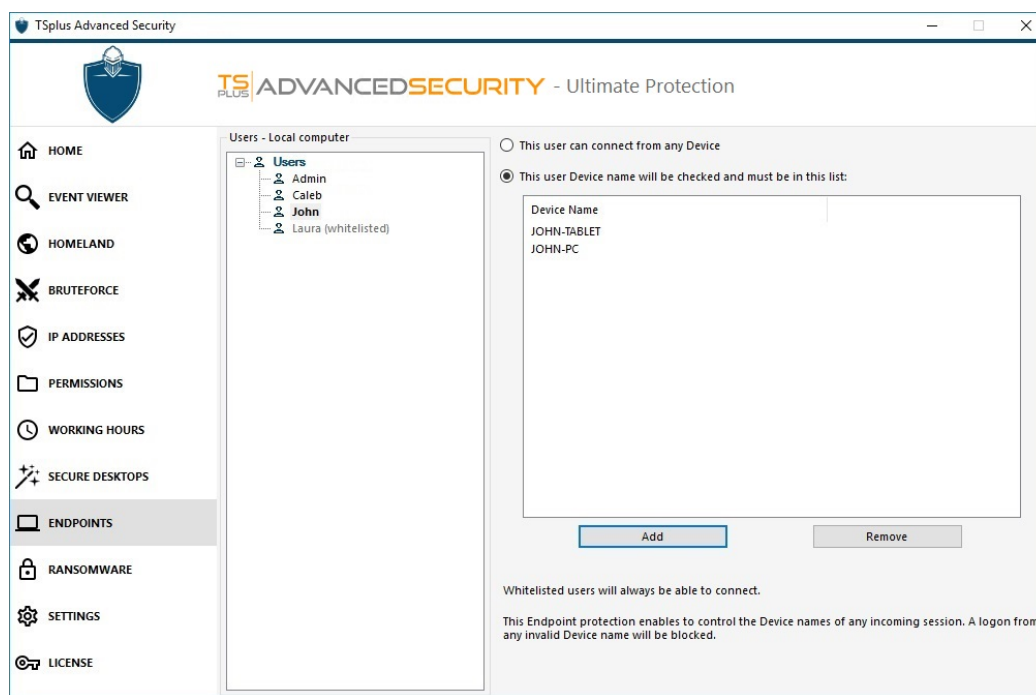 TSplus Advanced Security
TS PLUS ADVANCEDSECURITY - Ultimate Protection
HOME
EVENT VIEWER
HOMELAND
BRUTEFORCE
IP ADDRESSES
PERMISSIONS
WORKING HOURS
SECURE DESKTOPS
ENDPOINTS
RANSOMWARE
SETTINGS
LICENSE
Users - Local computer
Users
Admin
Caleb
John
Laura (whitelisted)
This user can connect from any Device
This user Device name will be checked and must be in this list:
Device Name
JOHN-TABLET
JOHN-PC
Add
Remove
Whitelisted users will always be able to connect.
This Endpoint protection enables to control the Device names of any incoming session. A logon from
any invalid Device name will be blocked.